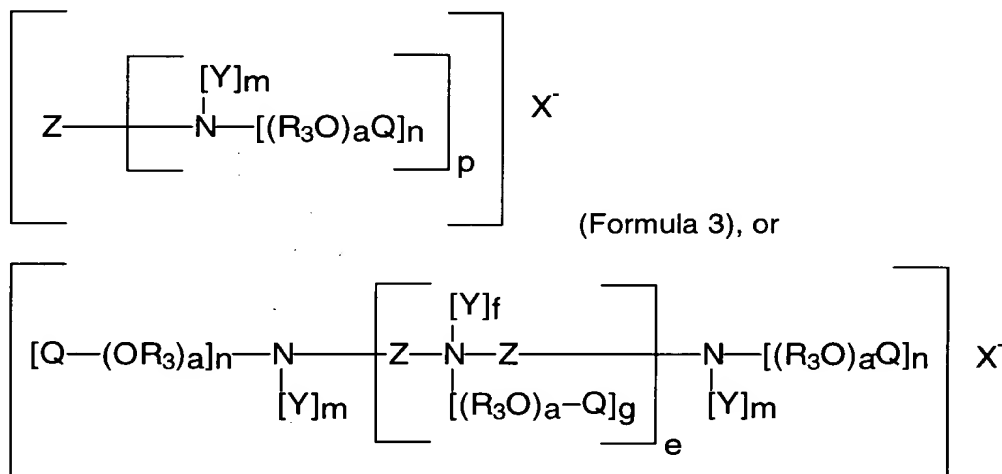 [Y]m
Z—N—[(R₃O)aQ]n
p
X⁻
(Formula 3), or
[Y]f
[Q—(OR₃)a]n—N—Z—N—Z—N—[(R₃O)aQ]n X⁻
[Y]m [(R₃O)a–Q]g [Y]m
e